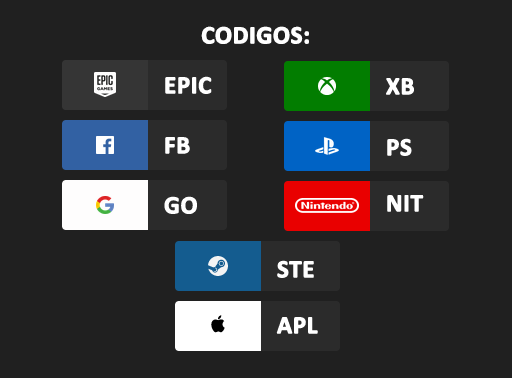 CODIGOS:
EPIC GAMES EPIC
XB
FB
PS
GO
Nintendo NIT
STE
APL